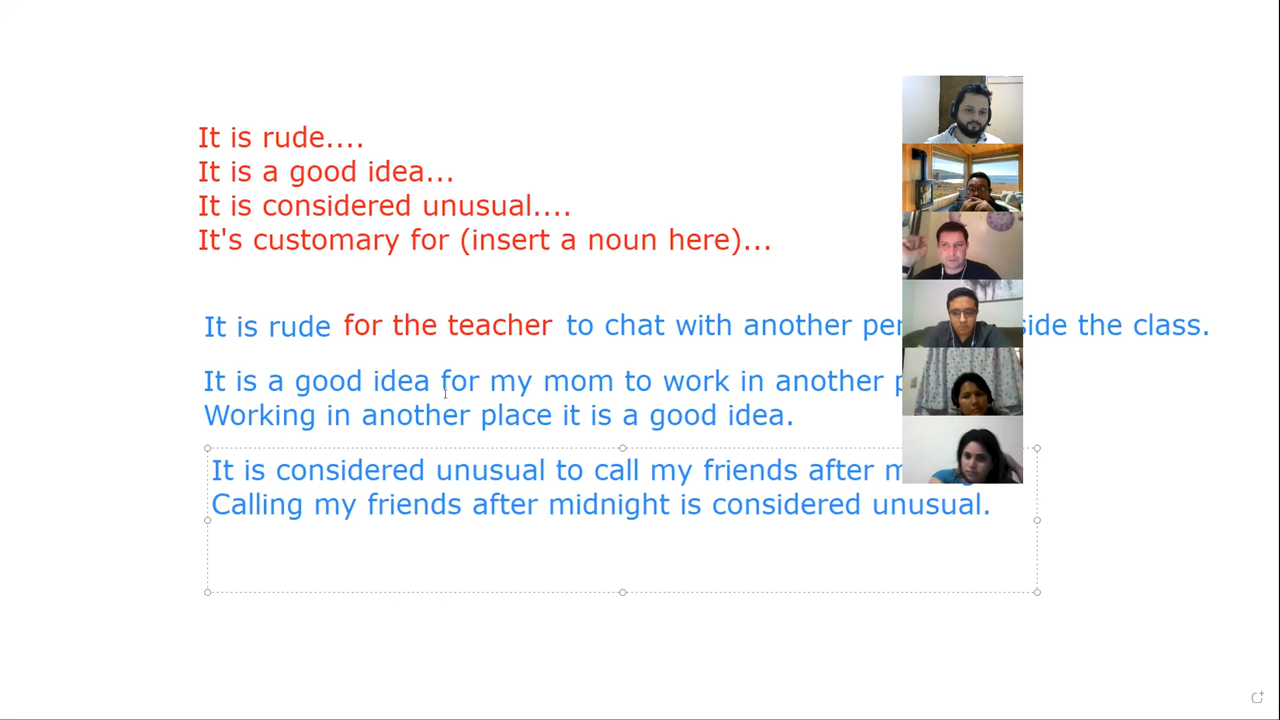 It is rude....
It is a good idea...
It is considered unusual....
It's customary for (insert a noun here)...
It is rude for the teacher to chat with another the class.
It is a good idea for my mom to work in another
Working in another place it is a good idea.
It is considered unusual to call my friends after
Calling my friends after midnight is considered unusual.